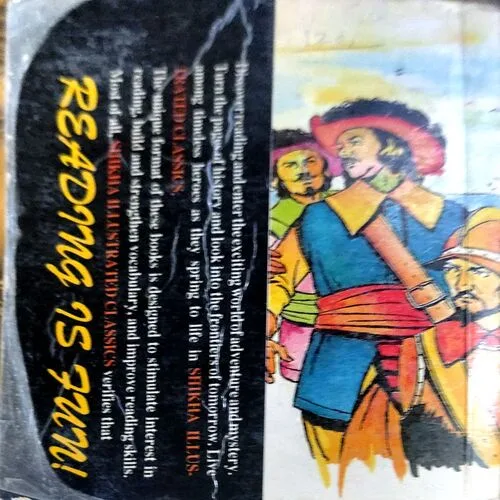 Discover reading and enter the exciting world of adventure and mystery.
Turn the pages of history and look into the frontiers of tomorrow. Live
among timeless heroes as they spring to life in SHIKHA ILLUS-
TRATED CLASSICS.
The unique format of these books is designed to stimulate interest in
reading, build and strengthen vocabulary, and improve reading skills.
Most of all, SHIKHA ILLUSTRATED CLASSICS verifies that
READING IS FUN!